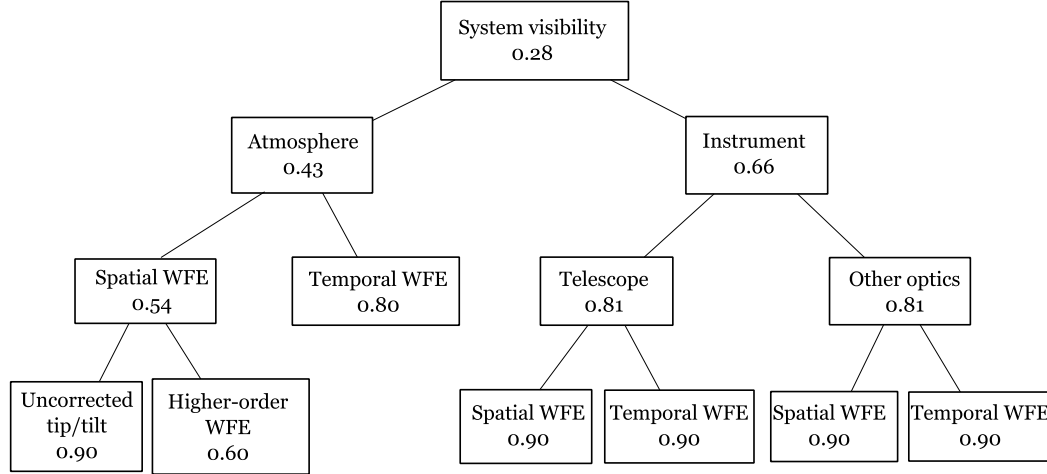 System visibility
0.28
Atmosphere
0.43
Instrument
0.66
Spatial WFE
0.54
Temporal WFE
0.80
Telescope
0.81
Other optics
0.81
Uncorrected
tip/tilt
0.90
Higher-order
WFE
0.60
Spatial WFE
0.90
Temporal WFE
0.90
Spatial WFE
0.90
Temporal WFE
0.90